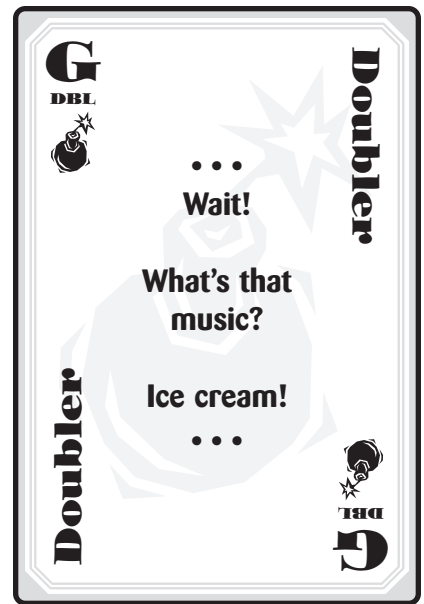 G
DBL
Doubler
• • •
Wait!
What's that
music?
Ice cream!
• • •
Doubler
DBL
G